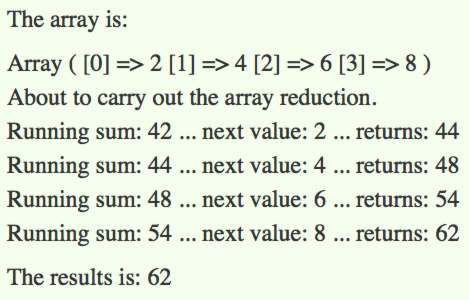 The array is:
Array ( [0] => 2 [1] => 4 [2] => 6 [3] => 8 )
About to carry out the array reduction.
Running sum: 42 ... next value: 2 ... returns: 44
Running sum: 44 ... next value: 4 ... returns: 48
Running sum: 48 ... next value: 6 ... returns: 54
Running sum: 54 ... next value: 8 ... returns: 62
The results is: 62